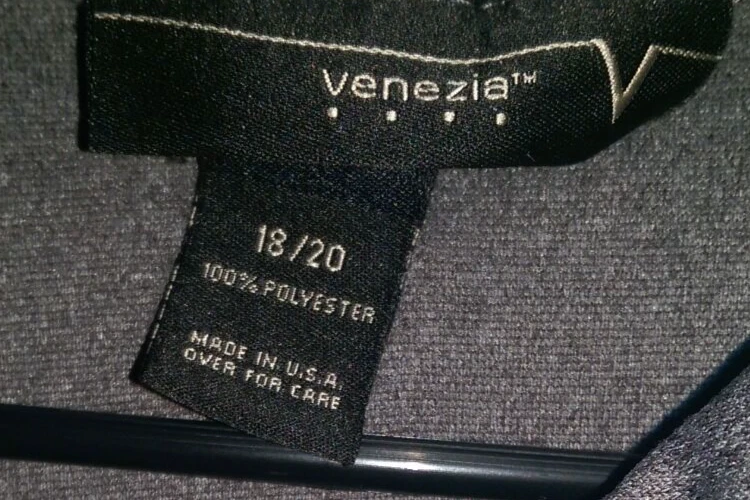 Venezia™
18/20
100% POLYESTER
MADE IN U.S.A.
OVER FOR CARE